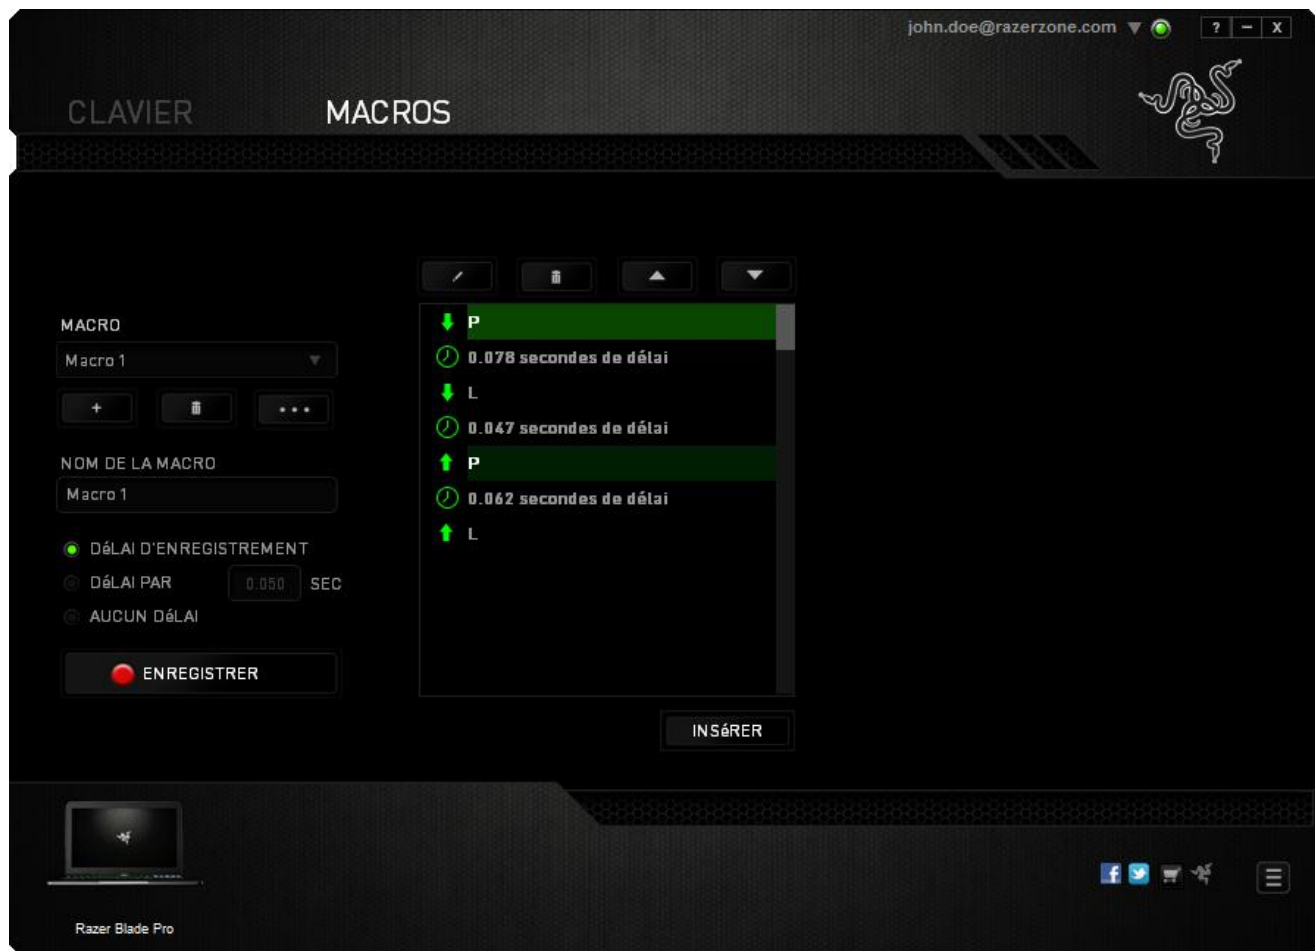 john.doe@razerzone.com
? – X
CLAVIER MACROS
MACRO
Macro 1
+
...
NOM DE LA MACRO
Macro 1
DéLAI D'ENREGISTREMENT
DéLAI PAR 0.050 SEC
AUCUN DéLAI
ENREGISTRER
P
0.078 secondes de délai
L
0.047 secondes de délai
P
0.062 secondes de délai
L
INSéRER
Razer Blade Pro
f